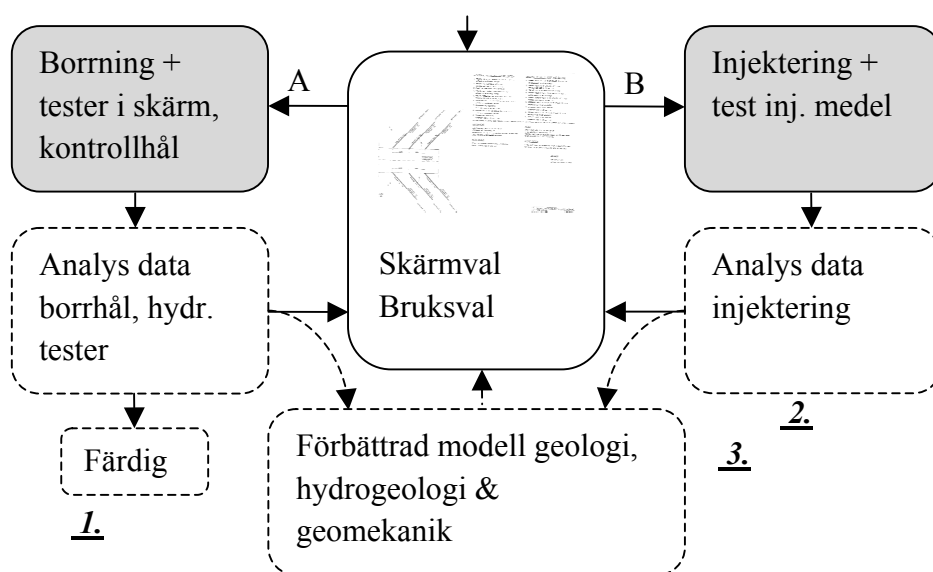 Borrning +
tester i skärm,
kontrollhål
A
B
Injektering +
test inj. medel
Analys data
borrhål, hydr.
tester
Skärmval
Bruksval
Analys data
injektering
Färdig
1.
Förbättrad modell geologi,
hydrogeologi &
geomekanik
2.
3.